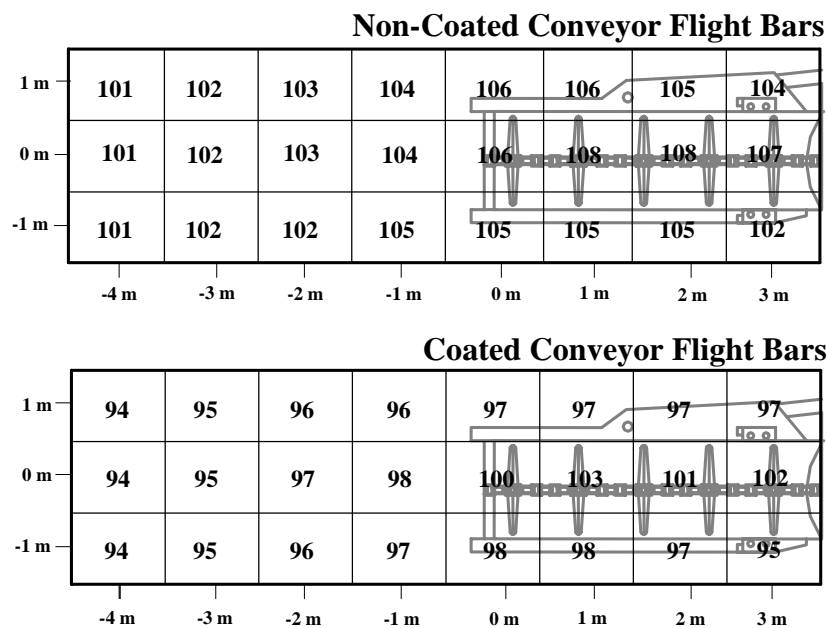 Non-Coated Conveyor Flight Bars
1 m 101 102 103 104 106 106 105 104
0 m 101 102 103 104 106 108 108 107
-1 m 101 102 102 105 105 105 105 102
-4 m -3 m -2 m -1 m 0 m 1 m 2 m 3 m
Coated Conveyor Flight Bars
1 m 94 95 96 96 97 97 97 97
0 m 94 95 97 98 100 103 101 102
-1 m 94 95 96 97 98 98 97 95
-4 m -3 m -2 m -1 m 0 m 1 m 2 m 3 m